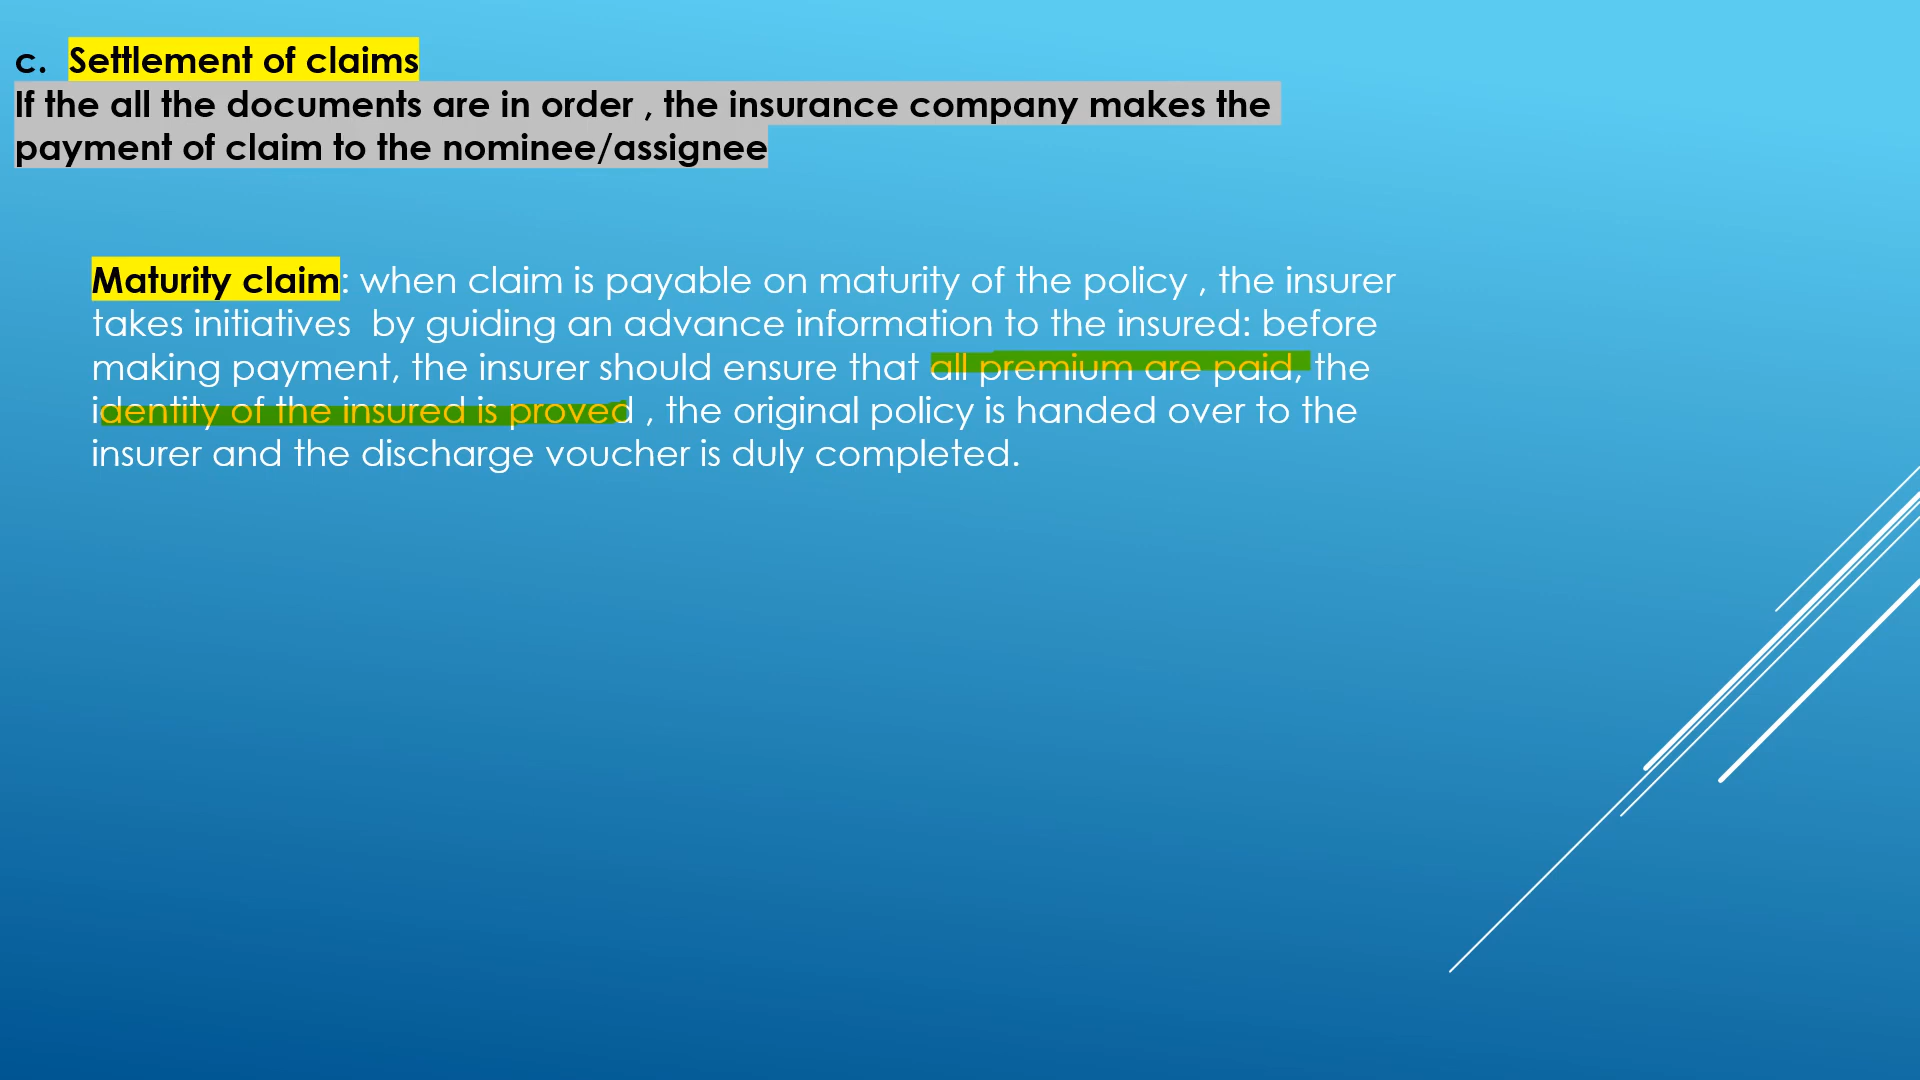 c. Settlement of claims
If the all the documents are in order , the insurance company makes the
payment of claim to the nominee/assignee
Maturity claim: when claim is payable on maturity of the policy , the insurer
takes initiatives  by guiding an advance information to the insured: before
making payment, the insurer should ensure that all premium are paid, the
identity of the insured is proved , the original policy is handed over to the
insurer and the discharge voucher is duly completed.